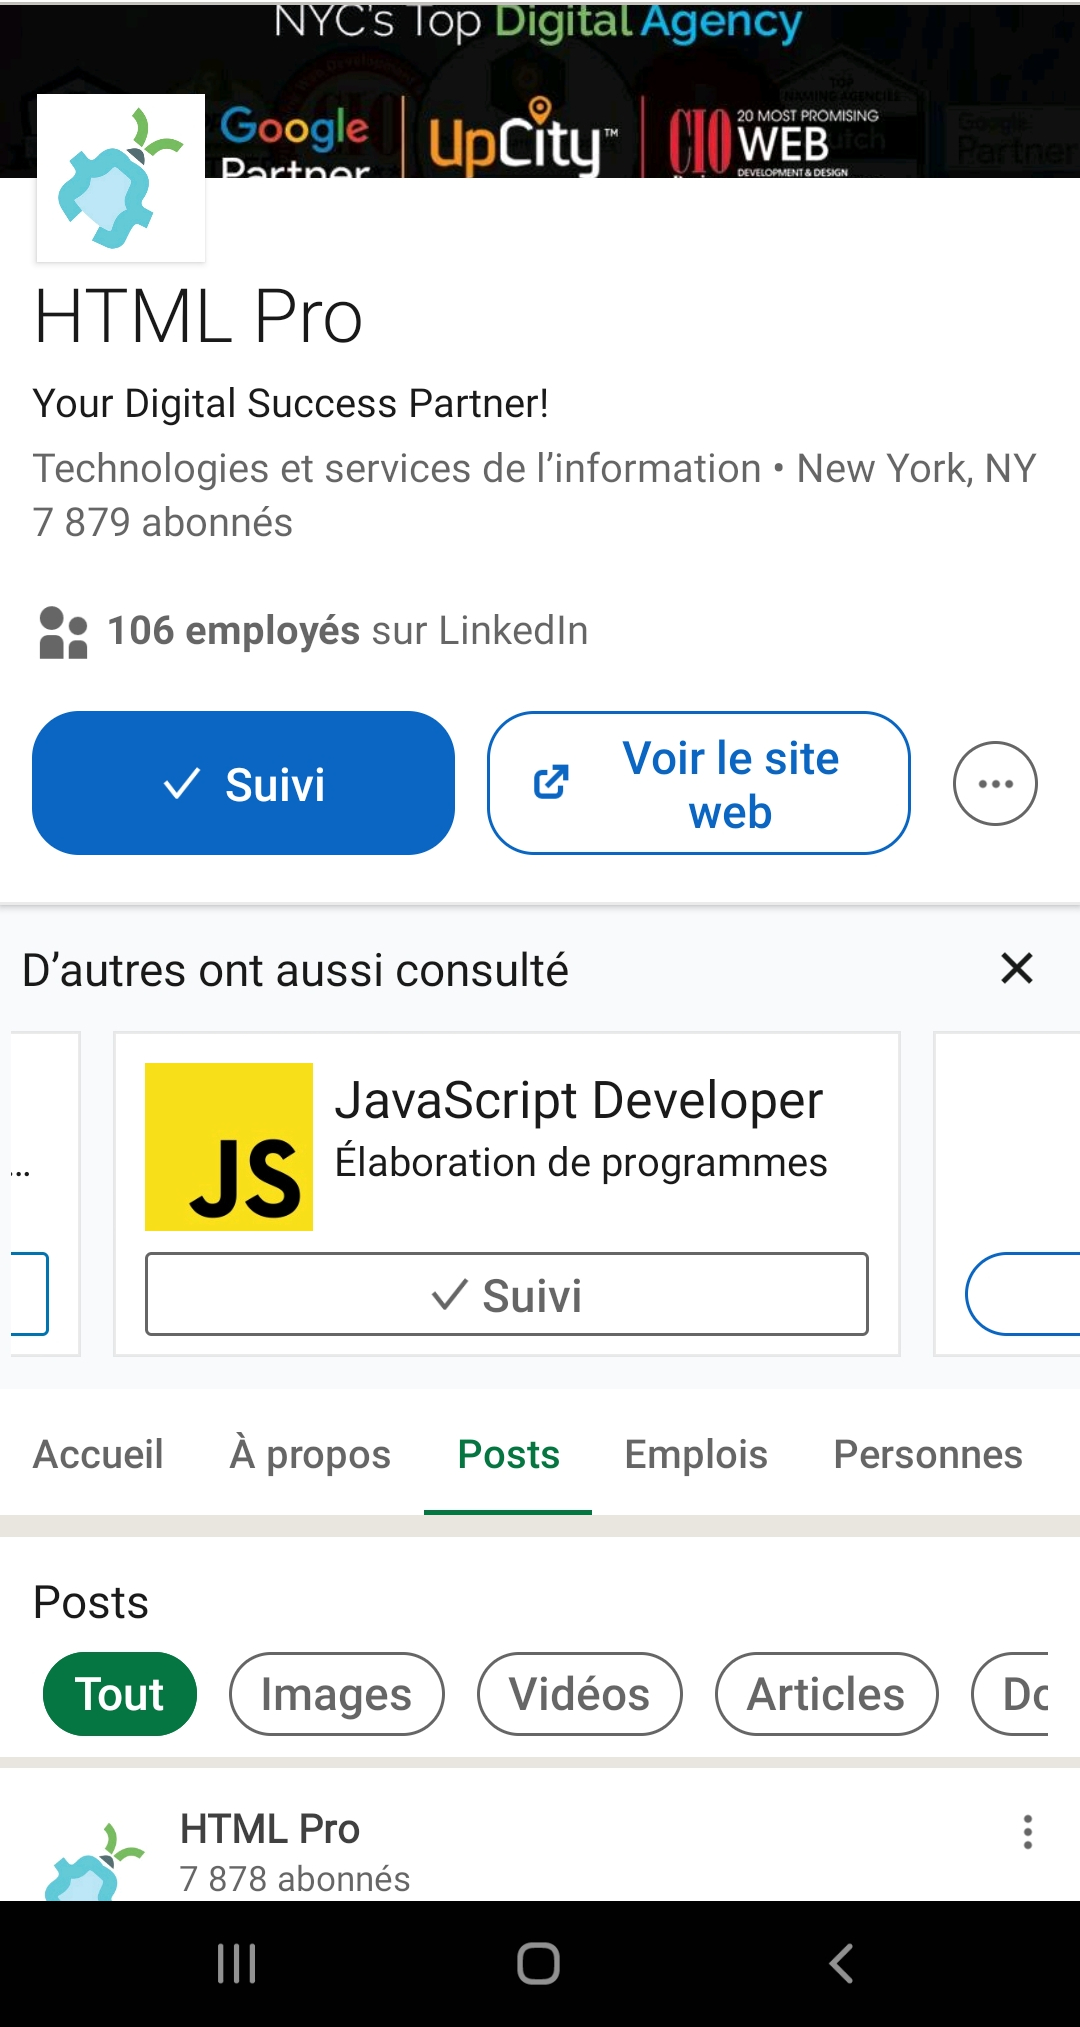 NYC's Top Digital Agency
Google
Partner
UpCity™
CIO
20 MOST PROMISING
WEB
DEVELOPMENT & DESIGN
Partner
HTML Pro
Your Digital Success Partner!
Technologies et services de l’information • New York, NY
7 879 abonnés
106 employés sur LinkedIn
✓ Suivi
Voir le site
web
D’autres ont aussi consulté
...
JS
JavaScript Developer
Élaboration de programmes
✓ Suivi
Accueil À propos Posts Emplois Personnes
Posts
Tout Images Vidéos Articles
HTML Pro
7 878 abonnés